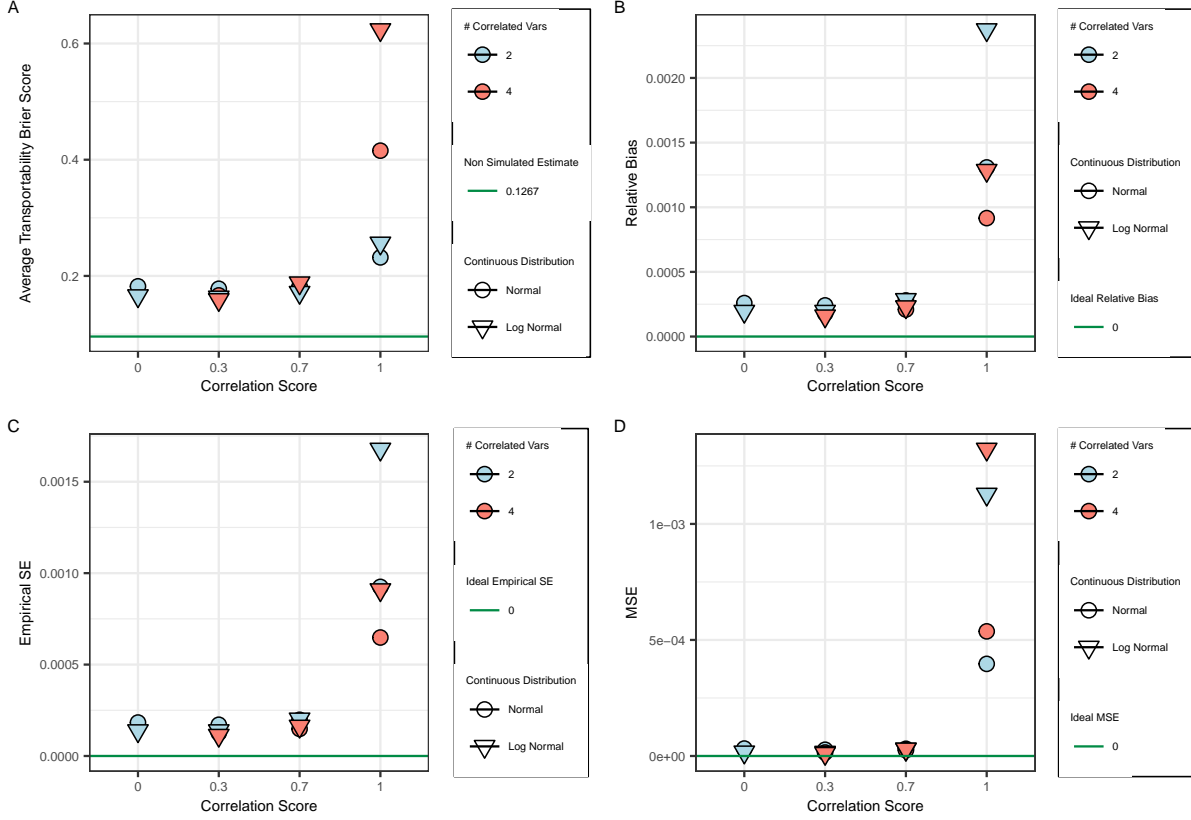 A
Average Transportability Brier Score
0.6
0.4
0.2
0
0.3
0.7
1
Correlation Score
# Correlated Vars
2
4
Non Simulated Estimate
0.1267
Continuous Distribution
Normal
Log Normal
B
Relative Bias
0.0020
0.0015
0.0010
0.0005
0.0000
0
0.3
0.7
1
Correlation Score
# Correlated Vars
2
4
Continuous Distribution
Normal
Log Normal
Ideal Relative Bias
0
C
Empirical SE
0.0015
0.0010
0.0005
0.0000
0
0.3
0.7
1
Correlation Score
# Correlated Vars
2
4
Ideal Empirical SE
0
Continuous Distribution
Normal
Log Normal
D
MSE
1e−03
5e−04
0e+00
0
0.3
0.7
1
Correlation Score
# Correlated Vars
2
4
Continuous Distribution
Normal
Log Normal
Ideal MSE
0